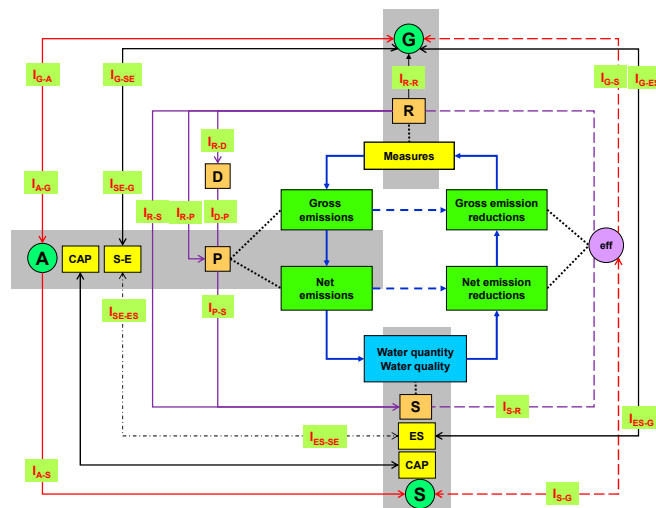 G
I_G-A
I_G-SE
I_R-R
I_G-S
I_G-ES
R
I_R-D
Measures
D
I_A-G
I_SE-G
I_R-S
I_R-P
I_D-P
Gross
emissions
Gross emission
reductions
A
CAP
S-E
P
eff
Net
emissions
Net emission
reductions
I_SE-ES
I_P-S
Water quantity
Water quality
S
I_S-R
I_ES-G
I_ES-SE
ES
CAP
I_A-S
S
I_S-G